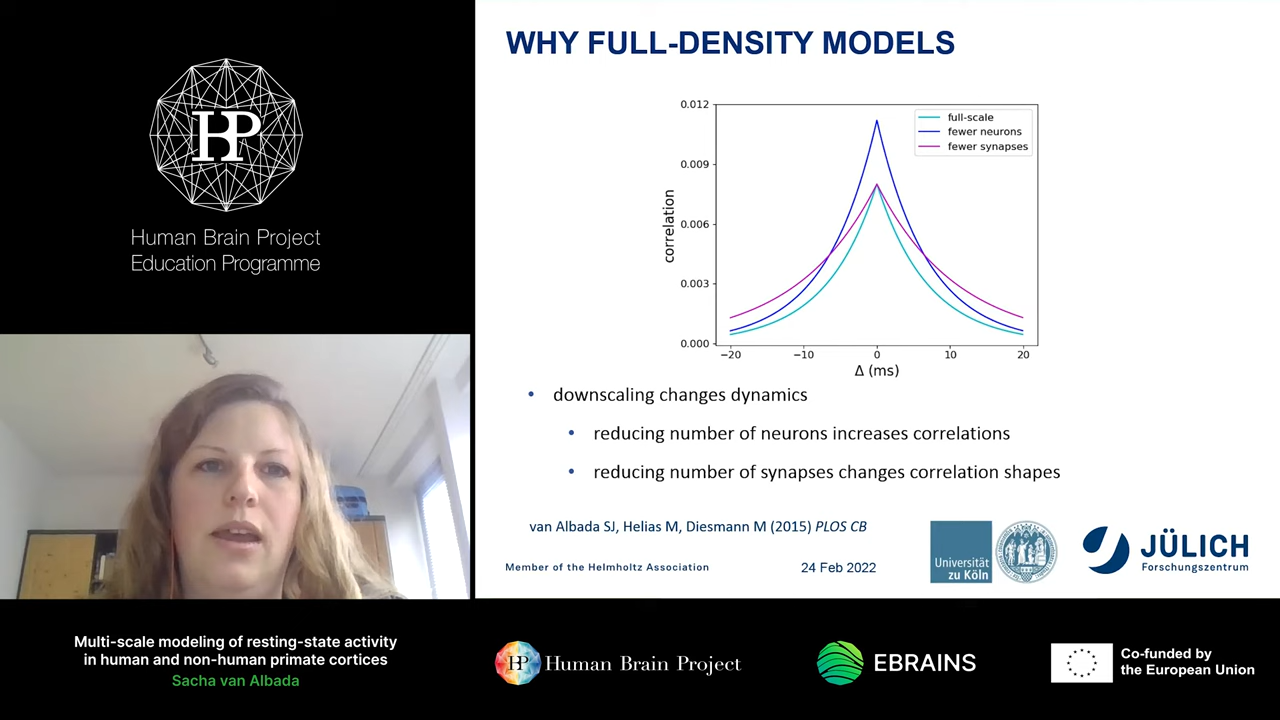 HP
Human Brain Project
Education Programme
WHY FULL-DENSITY MODELS
0.012
0.009
0.006
0.003
0.000
correlation
full-scale
fewer neurons
fewer synapses
−20
−10
0
10
20
Δ (ms)
• downscaling changes dynamics
• reducing number of neurons increases correlations
• reducing number of synapses changes correlation shapes
van Albada SJ, Helias M, Diesmann M (2015) PLOS CB
Member of the Helmholtz Association
24 Feb 2022
Universität
zu Köln
JÜLICH
Forschungszentrum
Multi-scale modeling of resting-state activity
in human and non-human primate cortices
Sacha van Albada
HP Human Brain Project
EBRAINS
Co-funded by
the European Union